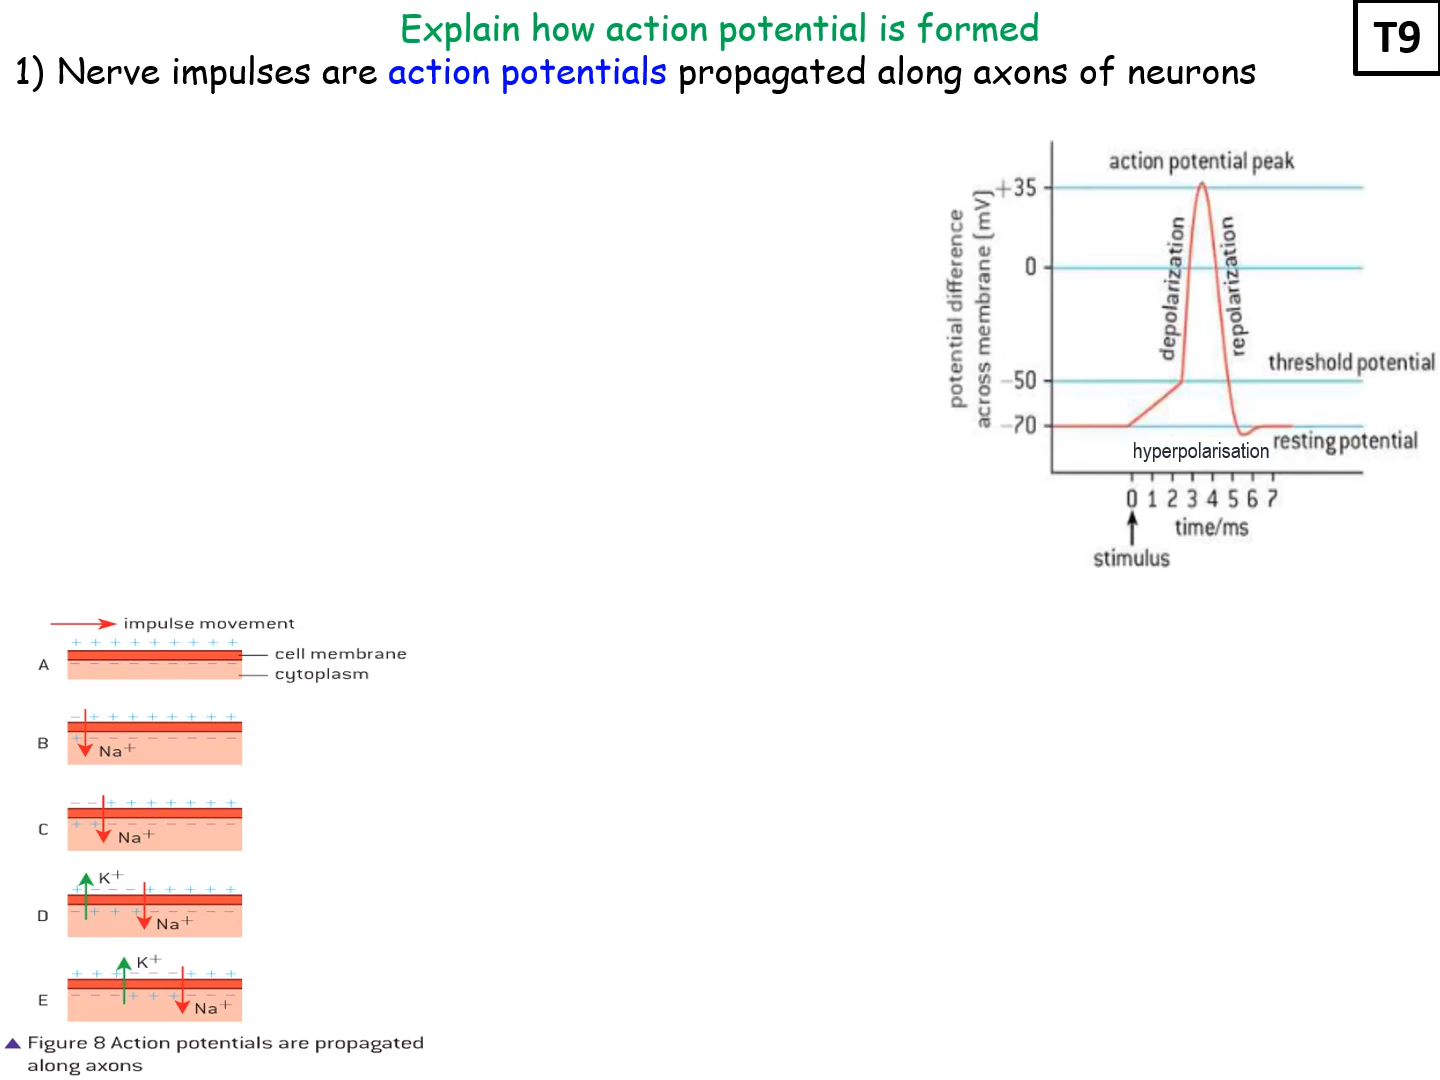 Explain how action potential is formed
T9
1) Nerve impulses are action potentials propagated along axons of neurons
action potential peak
+35
0
-50
-70
potential difference
across membrane (mV)
depolarization
repolarization
threshold potential
resting potential
hyperpolarisation
0 1 2 3 4 5 6 7
time/ms
stimulus
impulse movement
+ + + + + + + + +
A
cell membrane
cytoplasm
B
Na+
C
Na+
K+
D
Na+
K+
E
Na+
▲ Figure 8 Action potentials are propagated
along axons